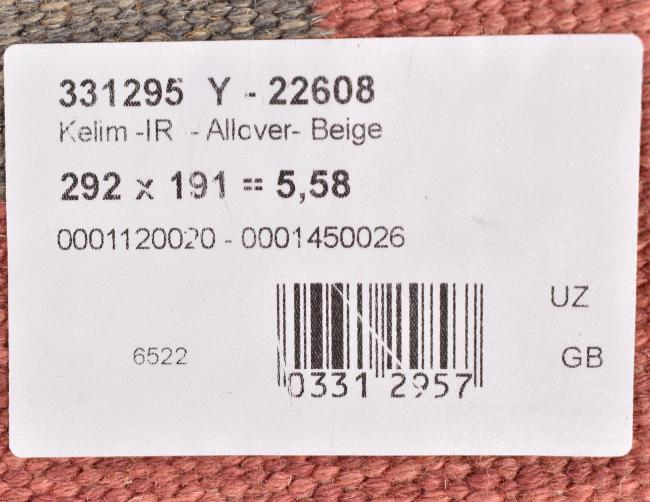 331295 Y - 22608
Kelim -IR - Allover- Beige
292 x 191 = 5,58
0001120020 - 0001450026
UZ
6522
GB
0331 2957